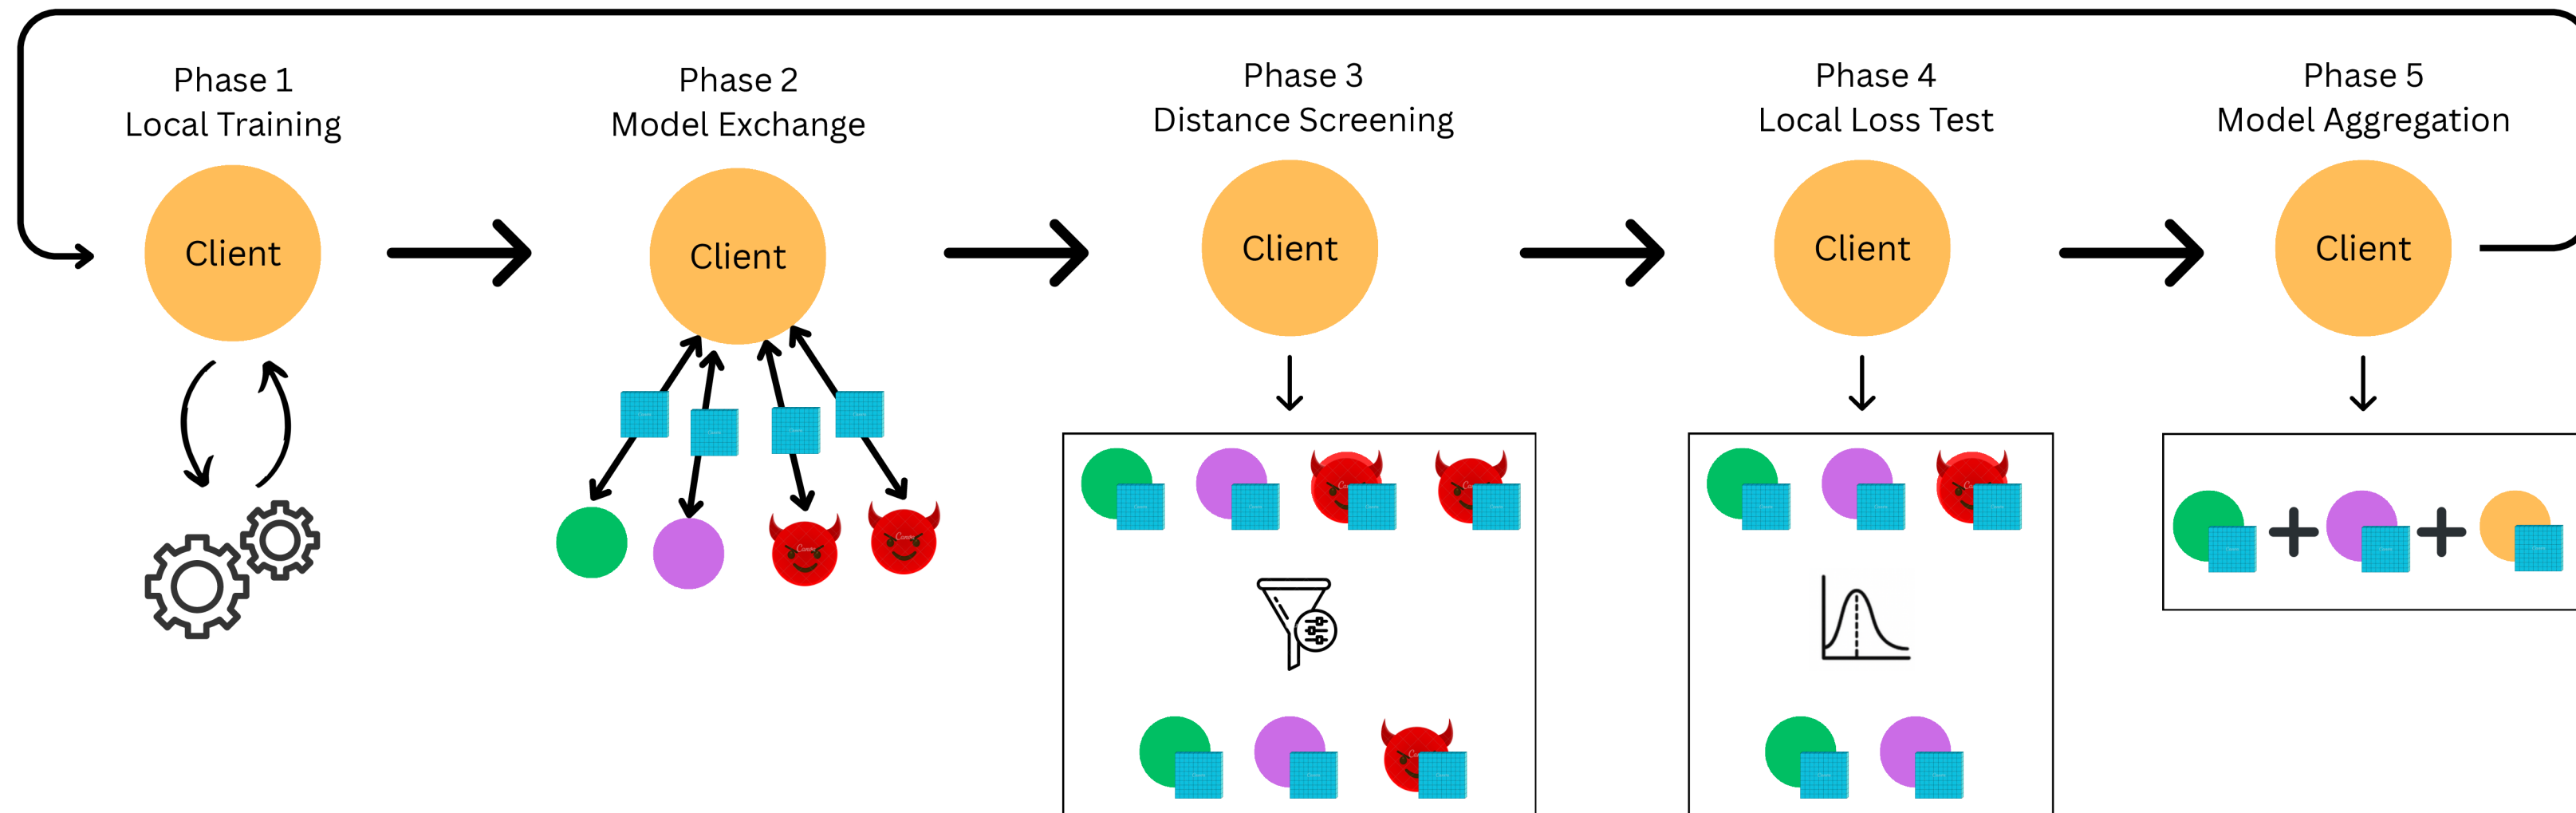 Phase 1
Local Training
Phase 2
Model Exchange
Phase 3
Distance Screening
Phase 4
Local Loss Test
Phase 5
Model Aggregation
Client
Client
Client
Client
Client